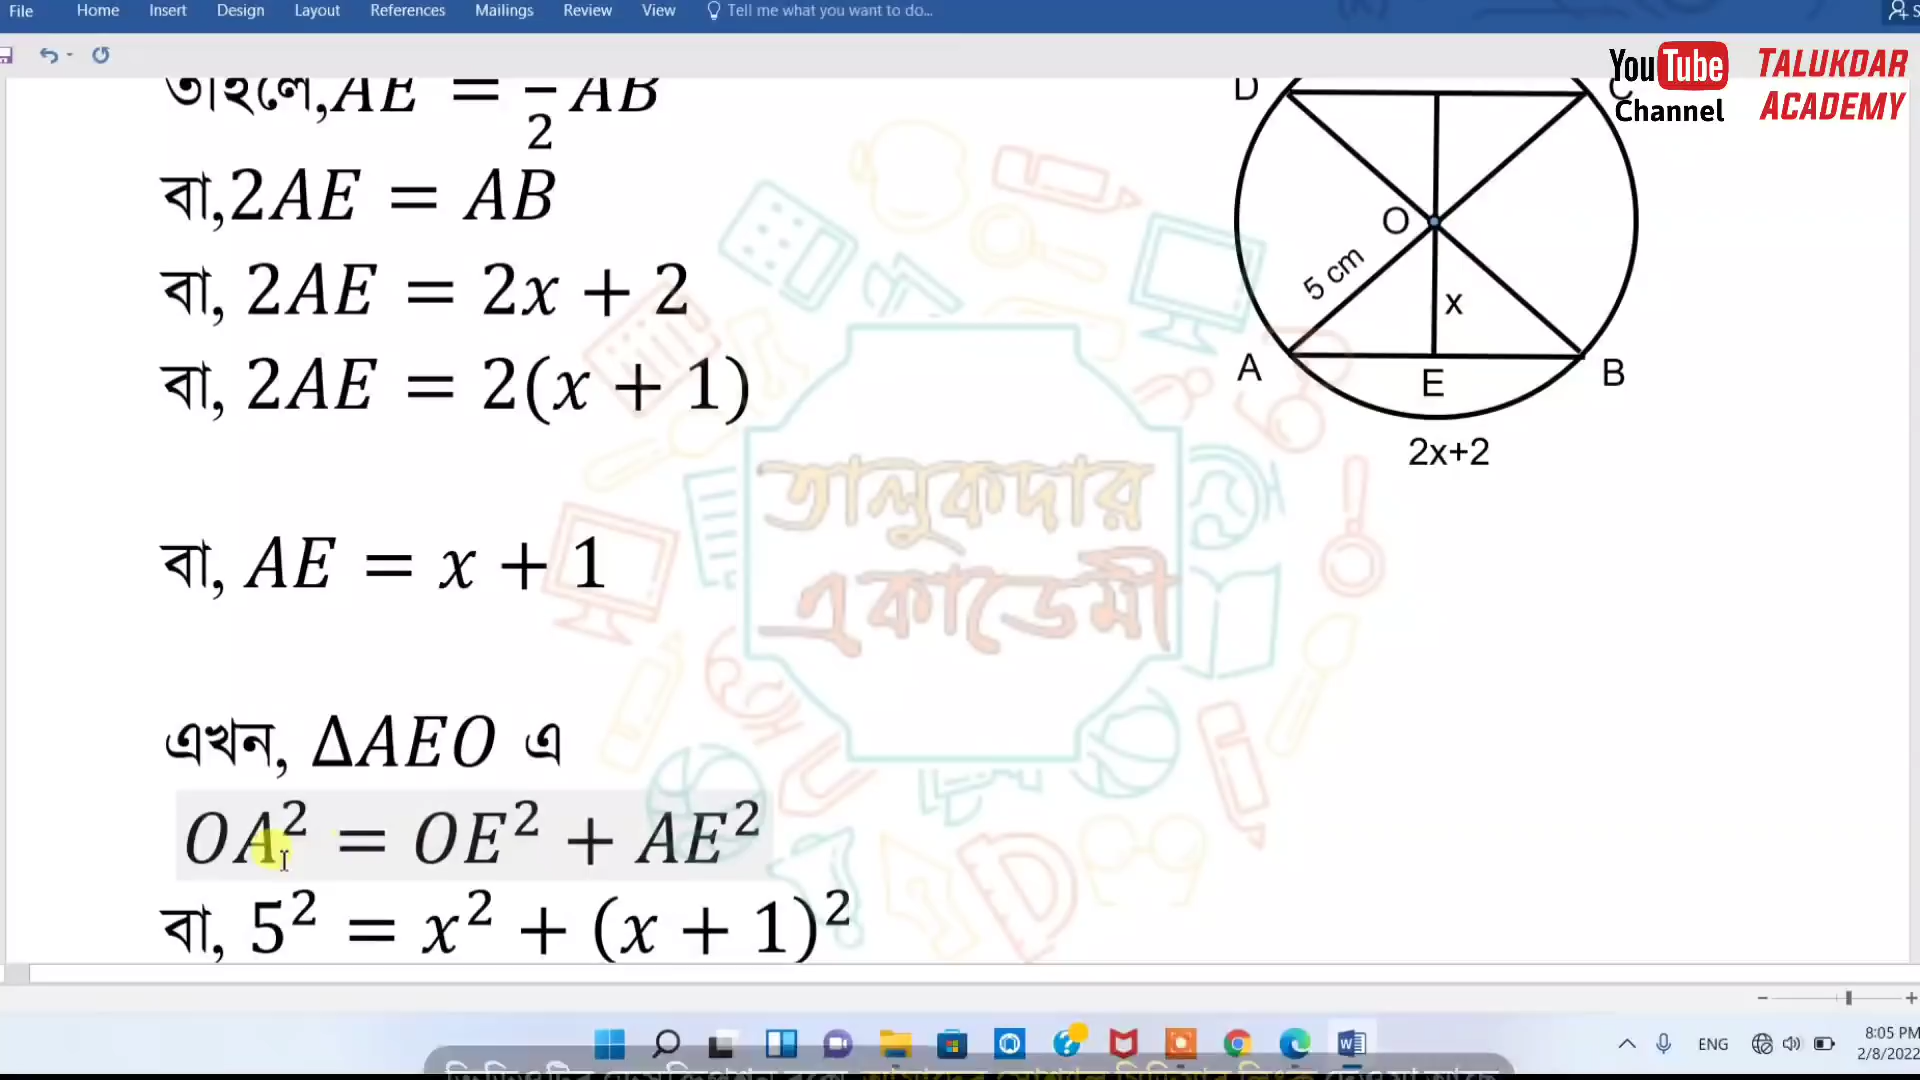 File Home Insert Design Layout References Mailings Review View Tell me what you want to do...
YouTube Channel
TALUKDAR ACADEMY
তাহলে,AE = — 2 AB
বা,2AE = AB
বা, 2AE = 2x + 2
বা, 2AE = 2(x + 1)
বা, AE = x + 1
এখন, ΔAEO এ
OA² = OE² + AE²
বা, 5² = x² + (x + 1)²
D
C
O
5 cm
x
A
E
B
2x+2
তালুকদার
একাডেমী
ENG
8:05 PM
2/8/2022